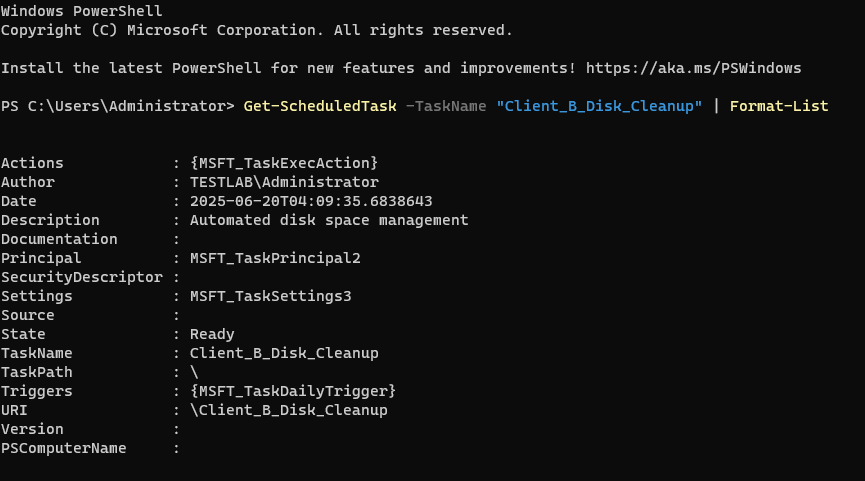 Windows PowerShell
Copyright (C) Microsoft Corporation. All rights reserved.
Install the latest PowerShell for new features and improvements! https://aka.ms/PSWindows
PS C:\Users\Administrator> Get-ScheduledTask -TaskName "Client_B_Disk_Cleanup" | Format-List
Actions            : {MSFT_TaskExecAction}
Author             : TESTLAB\Administrator
Date               : 2025-06-20T04:09:35.6838643
Description        : Automated disk space management
Documentation      :
Principal          : MSFT_TaskPrincipal2
SecurityDescriptor :
Settings           : MSFT_TaskSettings3
Source             :
State              : Ready
TaskName           : Client_B_Disk_Cleanup
TaskPath           : \
Triggers           : {MSFT_TaskDailyTrigger}
URI                : \Client_B_Disk_Cleanup
Version            :
PSComputerName     :